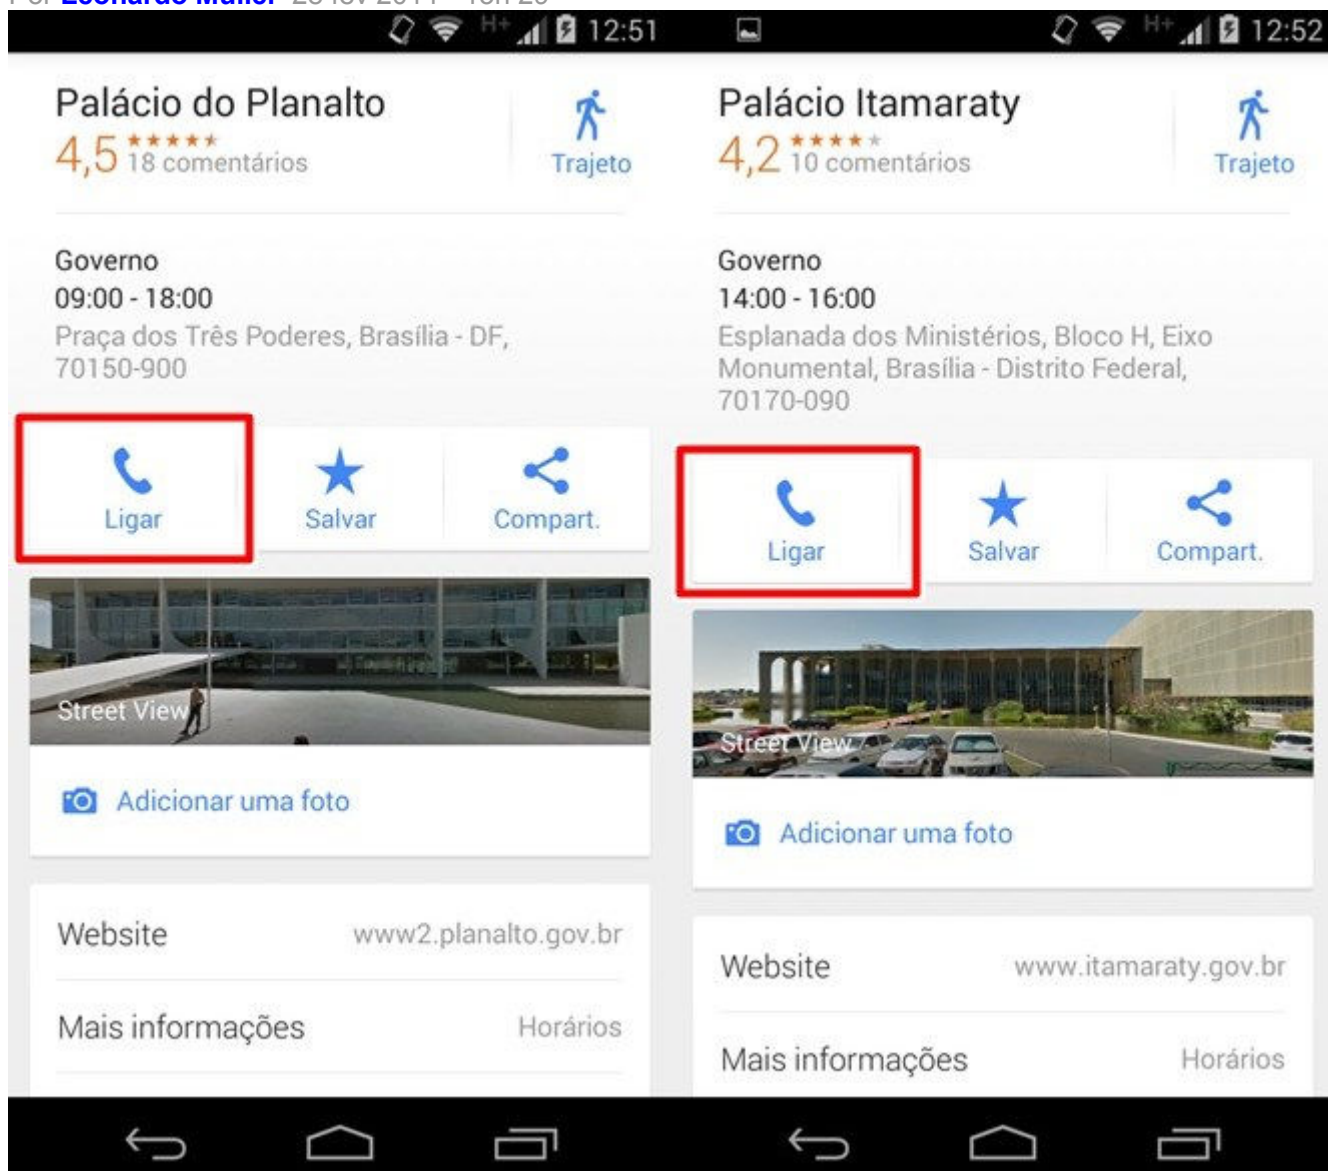 Por Leonardo Müller
H+ 12:51
Palácio do Planalto
4,5 18 comentários
Trajeto
Governo
09:00 - 18:00
Praça dos Três Poderes, Brasília - DF,
70150-900
Ligar
Salvar
Compart.
Street View
Adicionar uma foto
Website www2.planalto.gov.br
Mais informações Horários
H+ 12:52
Palácio Itamaraty
4,2 10 comentários
Trajeto
Governo
14:00 - 16:00
Esplanada dos Ministérios, Bloco H, Eixo
Monumental, Brasília - Distrito Federal,
70170-090
Ligar
Salvar
Compart.
Street View
Adicionar uma foto
Website www.itamaraty.gov.br
Mais informações Horários